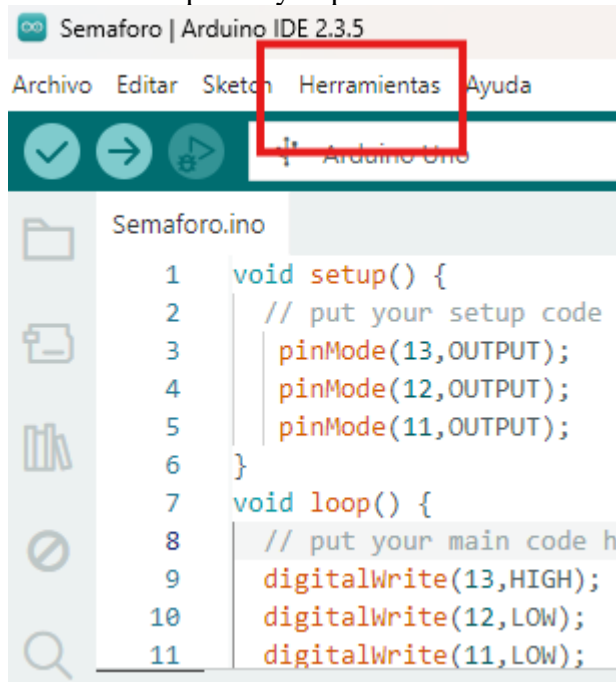 Semaforo | Arduino IDE 2.3.5
Archivo Editar Sketch Herramientas Ayuda
Arduino Uno
Semaforo.ino
1 void setup() {
2 // put your setup code
3 pinMode(13,OUTPUT);
4 pinMode(12,OUTPUT);
5 pinMode(11,OUTPUT);
6 }
7 void loop() {
8 // put your main code h
9 digitalWrite(13,HIGH);
10 digitalWrite(12,LOW);
11 digitalWrite(11,LOW);